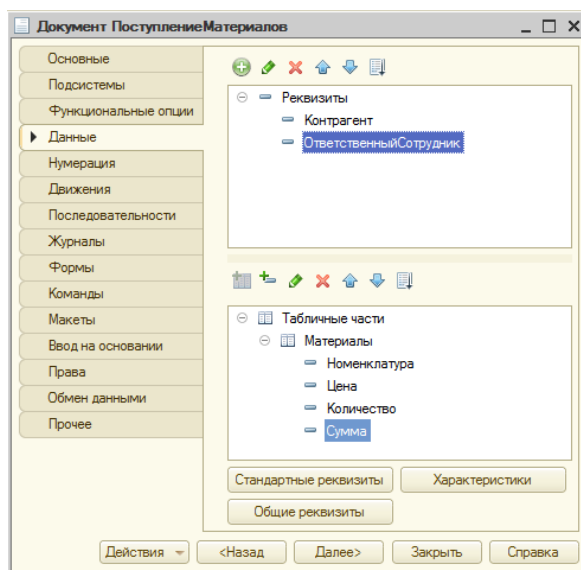 Документ ПоступлениеМатериалов
Основные
Подсистемы
Функциональные опции
Данные
Нумерация
Движения
Последовательности
Журналы
Формы
Команды
Макеты
Ввод на основании
Права
Обмен данными
Прочее
Реквизиты
Контрагент
ОтветственныйСотрудник
Табличные части
Материалы
Номенклатура
Цена
Количество
Сумма
Стандартные реквизиты
Характеристики
Общие реквизиты
Действия
<Назад
Далее>
Закрыть
Справка